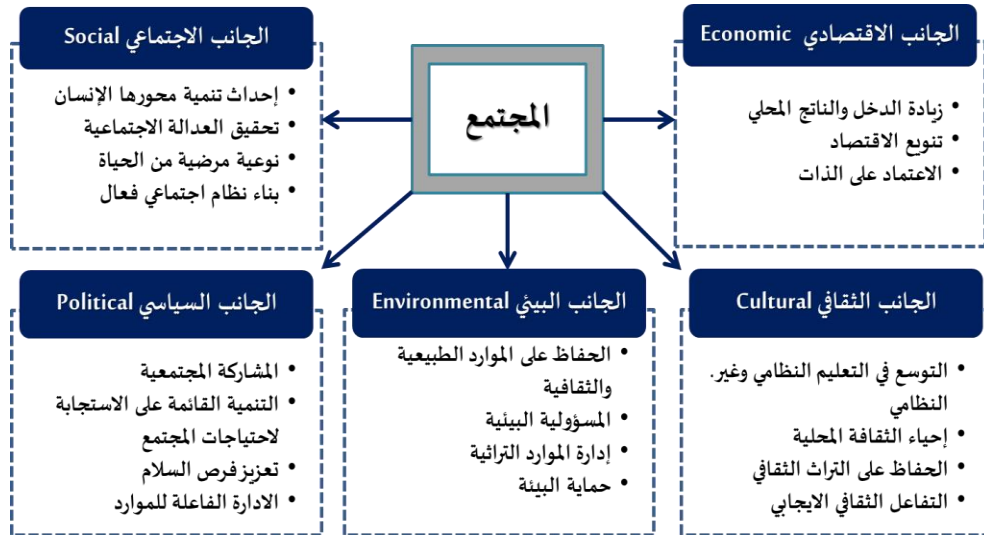 الجانب الاقتصادي Economic
زيادة الدخل والناتج المحلي
تنويع الاقتصاد
الاعتماد على الذات
المجتمع
الجانب الاجتماعي Social
إحداث تنمية محورها الإنسان
تحقيق العدالة الاجتماعية
نوعية مرضية من الحياة
بناء نظام اجتماعي فعال
الجانب الثقافي Cultural
التوسع في التعليم النظامي وغير.
النظامي
إحياء الثقافة المحلية
الحفاظ على التراث الثقافي
التفاعل الثقافي الايجابي
الجانب البيئي Environmental
الحفاظ على الموارد الطبيعية
والثقافية
المسؤولية البيئية
إدارة الموارد التراثية
حماية البيئة
الجانب السياسي Political
المشاركة المجتمعية
التنمية القائمة على الاستجابة
لاحتياجات المجتمع
تعزيز فرص السلام
الادارة الفاعلة للموارد